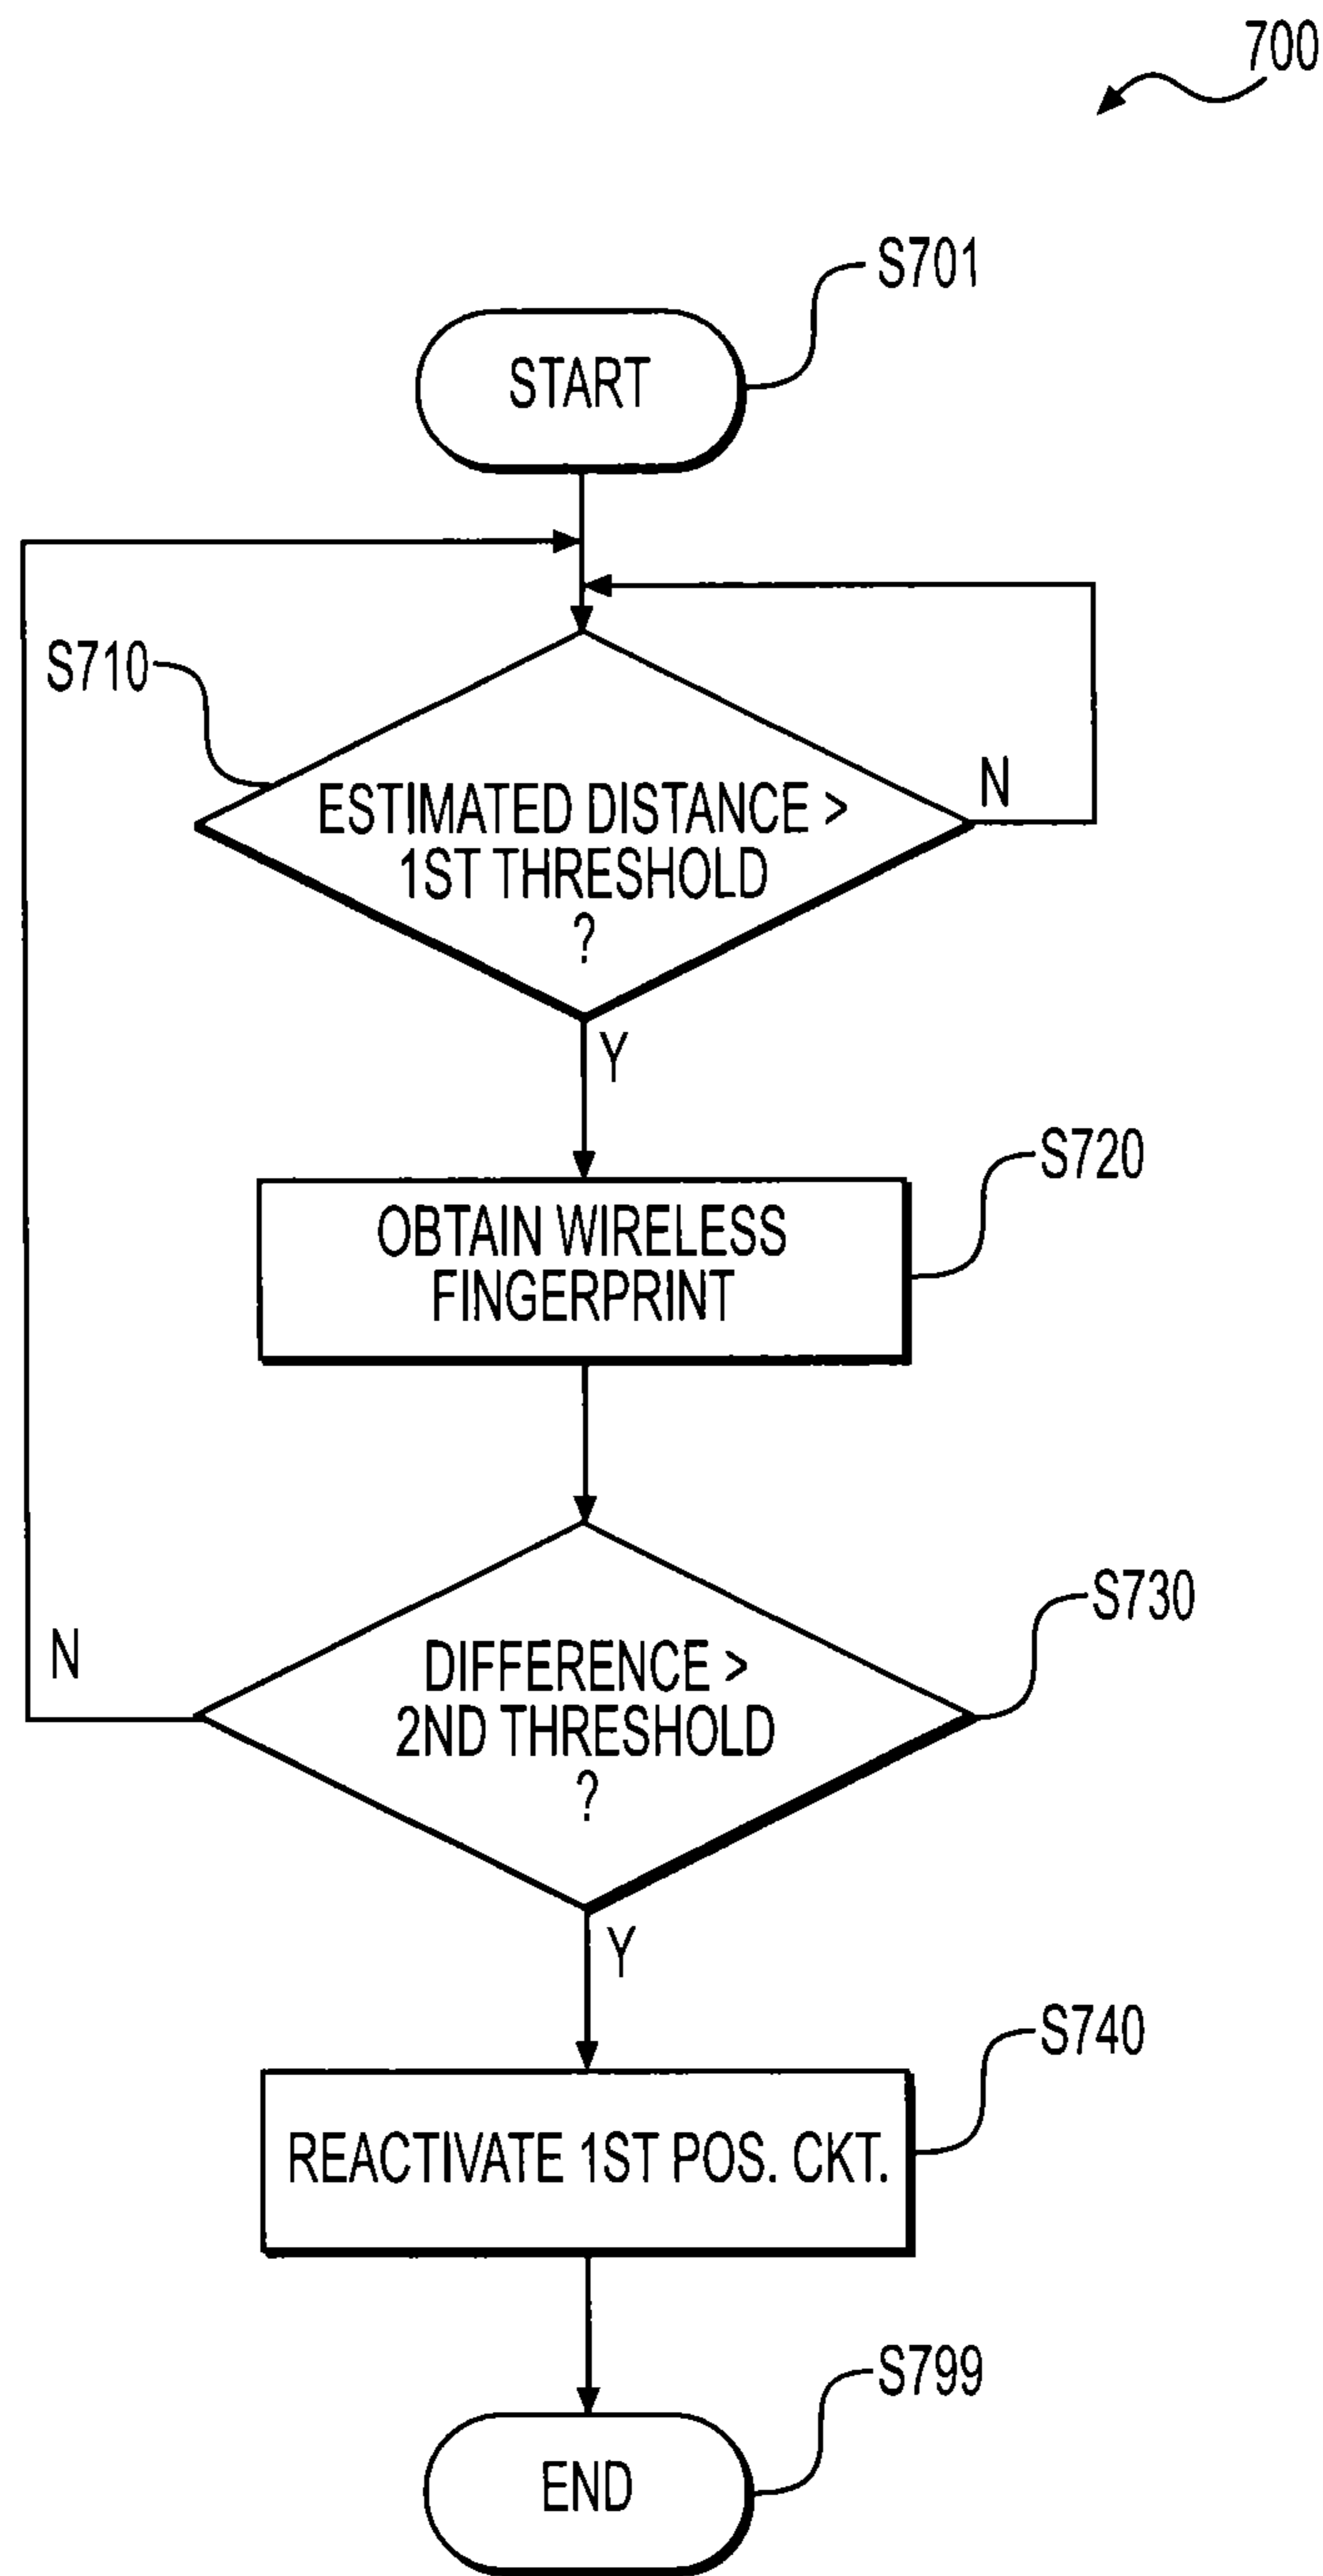 700
S701
START
S710
ESTIMATED DISTANCE >
1ST THRESHOLD
?
N
Y
S720
OBTAIN WIRELESS
FINGERPRINT
S730
N
DIFFERENCE >
2ND THRESHOLD
?
Y
S740
REACTIVATE 1ST POS. CKT.
S799
END